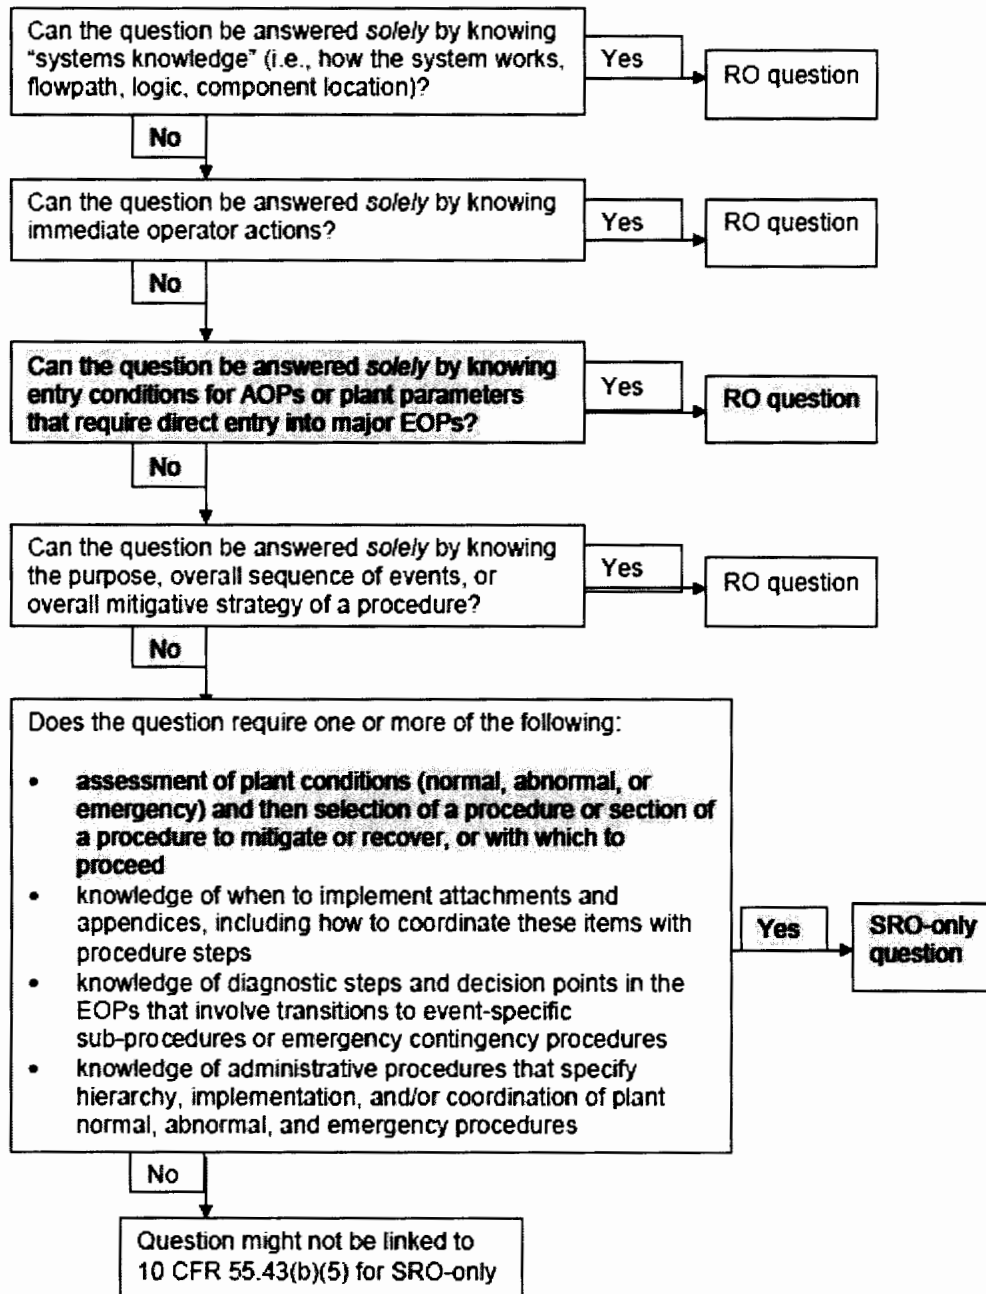 Can the question be answered solely by knowing
"systems knowledge" (i.e., how the system works,
flowpath, logic, component location)?
Yes
RO question
No
Can the question be answered solely by knowing
immediate operator actions?
Yes
RO question
No
Can the question be answered solely by knowing
entry conditions for AOPs or plant parameters
that require direct entry into major EOPs?
Yes
RO question
No
Can the question be answered solely by knowing
the purpose, overall sequence of events, or
overall mitigative strategy of a procedure?
Yes
RO question
No
Does the question require one or more of the following:
• assessment of plant conditions (normal, abnormal, or
emergency) and then selection of a procedure or section of
a procedure to mitigate or recover, or with which to
proceed
• knowledge of when to implement attachments and
appendices, including how to coordinate these items with
procedure steps
• knowledge of diagnostic steps and decision points in the
EOPs that involve transitions to event-specific
sub-procedures or emergency contingency procedures
• knowledge of administrative procedures that specify
hierarchy, implementation, and/or coordination of plant
normal, abnormal, and emergency procedures
Yes
SRO-only
question
No
Question might not be linked to
10 CFR 55.43(b)(5) for SRO-only